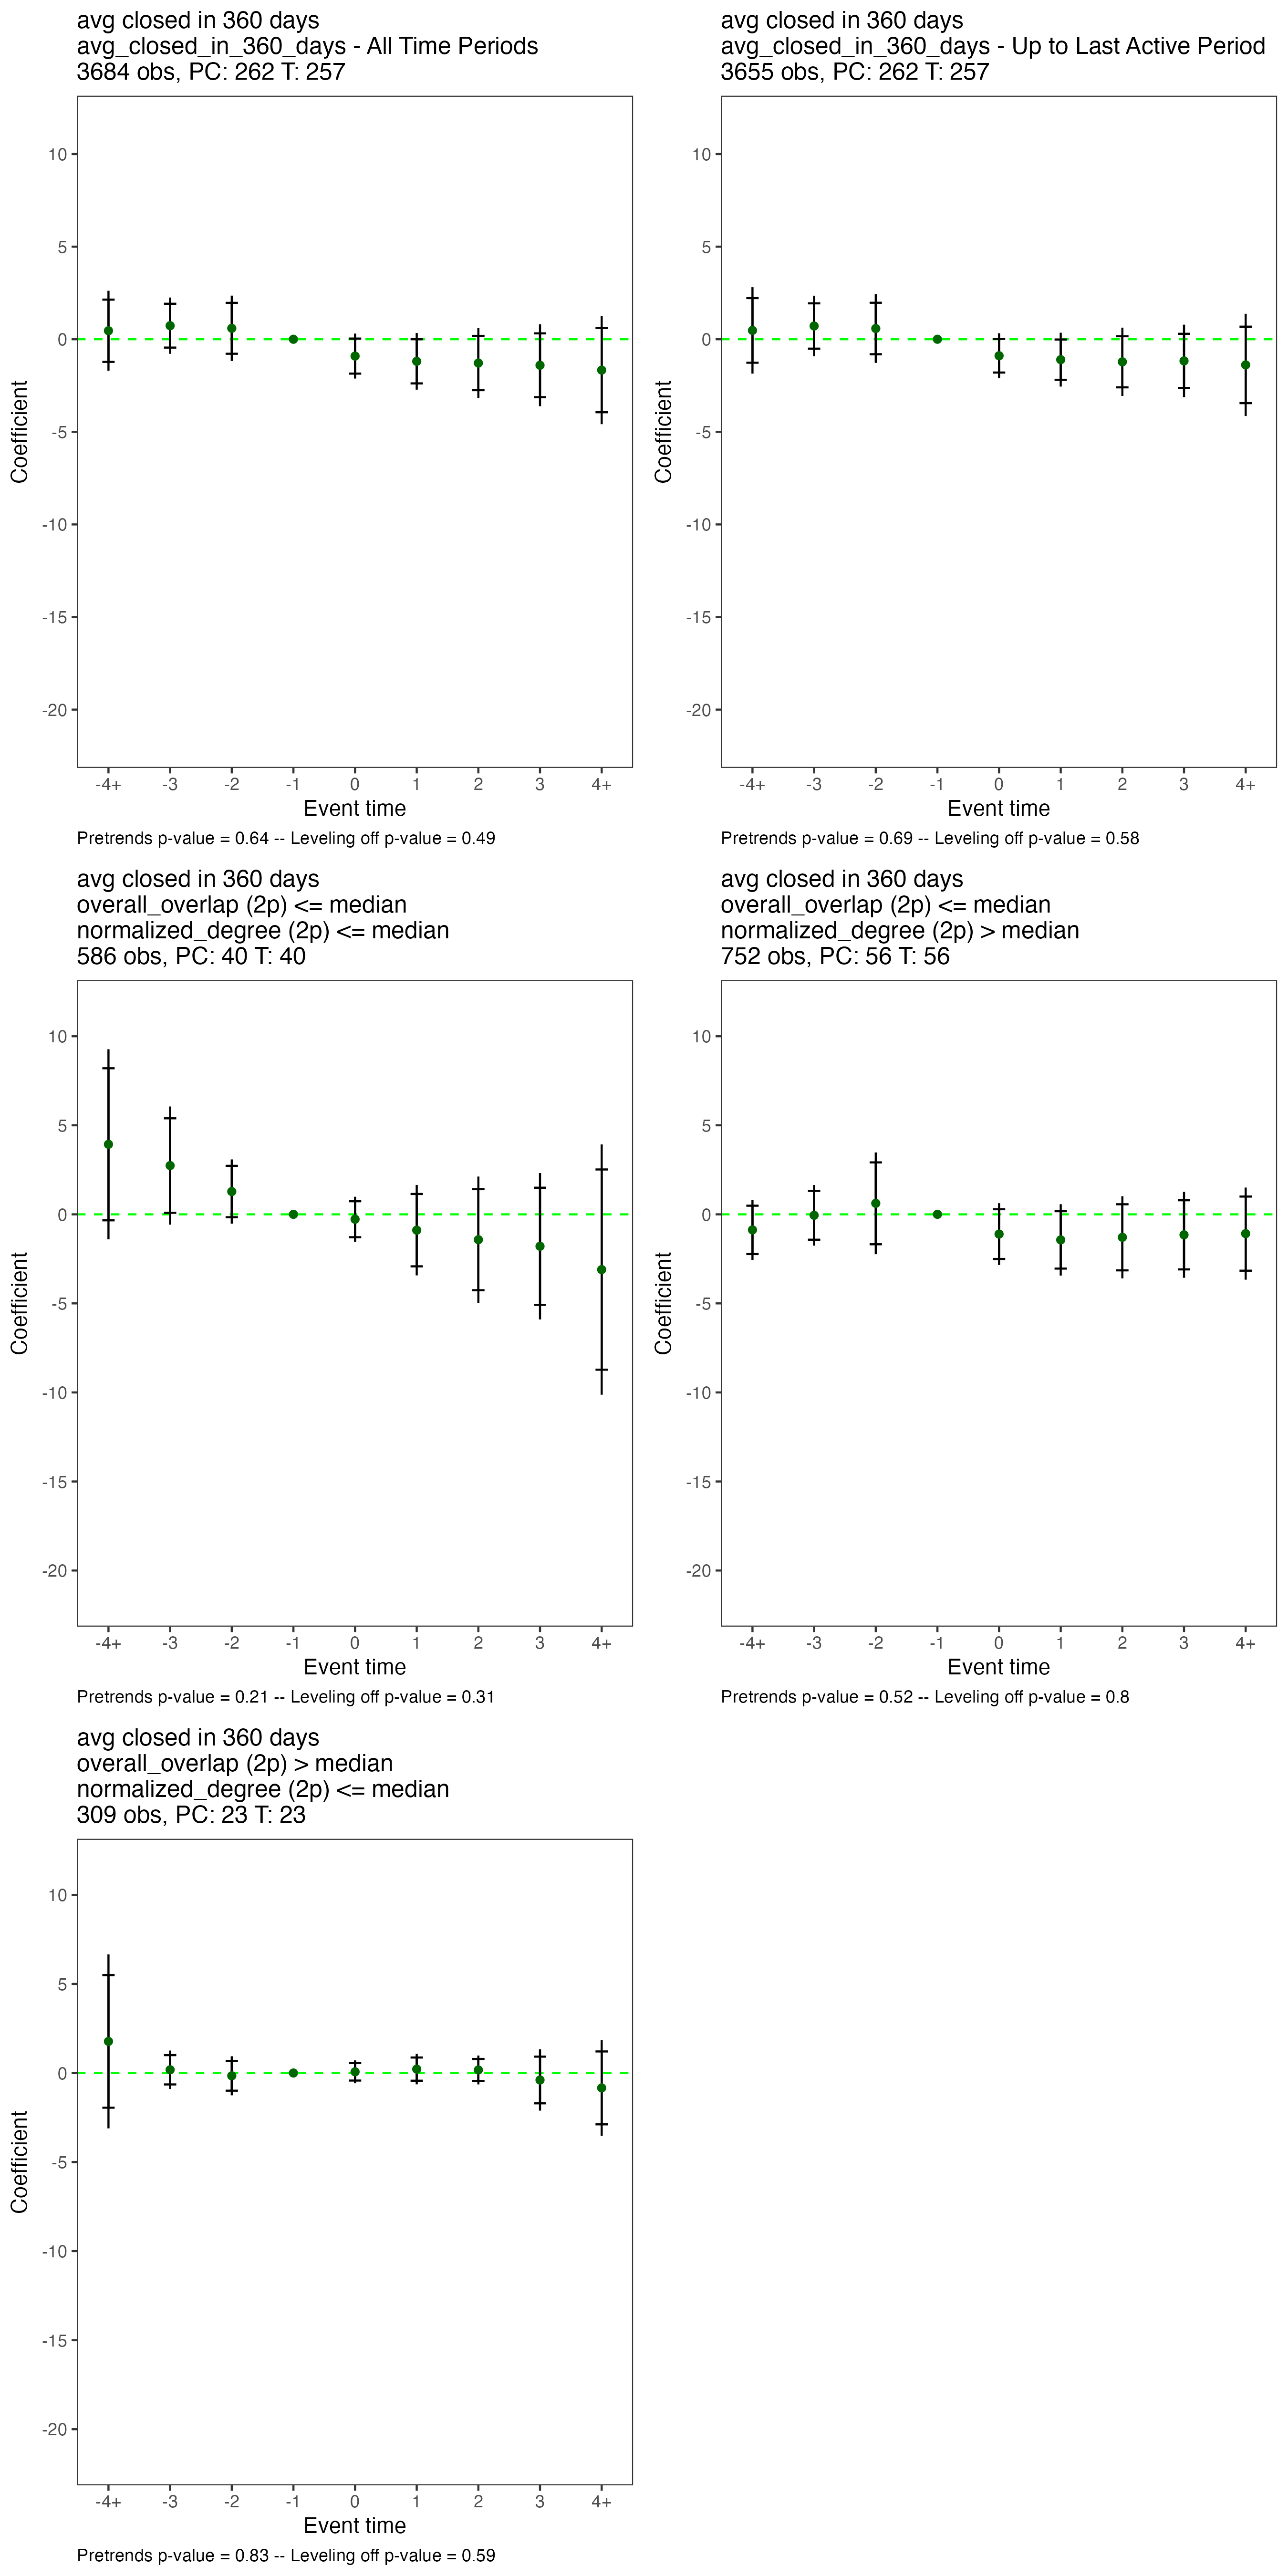 avg closed in 360 days
avg_closed_in_360_days - All Time Periods
3684 obs, PC: 262 T: 257
10
5
0
-5
-10
-15
-20
Coefficient
-4+ -3 -2 -1 0 1 2 3 4+
Event time
Pretrends p-value = 0.64 -- Leveling off p-value = 0.49
avg closed in 360 days
avg_closed_in_360_days - Up to Last Active Period
3655 obs, PC: 262 T: 257
10
5
0
-5
-10
-15
-20
Coefficient
-4+ -3 -2 -1 0 1 2 3 4+
Event time
Pretrends p-value = 0.69 -- Leveling off p-value = 0.58
avg closed in 360 days
overall_overlap (2p) <= median
normalized_degree (2p) <= median
586 obs, PC: 40 T: 40
10
5
0
-5
-10
-15
-20
Coefficient
-4+ -3 -2 -1 0 1 2 3 4+
Event time
Pretrends p-value = 0.21 -- Leveling off p-value = 0.31
avg closed in 360 days
overall_overlap (2p) <= median
normalized_degree (2p) > median
752 obs, PC: 56 T: 56
10
5
0
-5
-10
-15
-20
Coefficient
-4+ -3 -2 -1 0 1 2 3 4+
Event time
Pretrends p-value = 0.52 -- Leveling off p-value = 0.8
avg closed in 360 days
overall_overlap (2p) > median
normalized_degree (2p) <= median
309 obs, PC: 23 T: 23
10
5
0
-5
-10
-15
-20
Coefficient
-4+ -3 -2 -1 0 1 2 3 4+
Event time
Pretrends p-value = 0.83 -- Leveling off p-value = 0.59